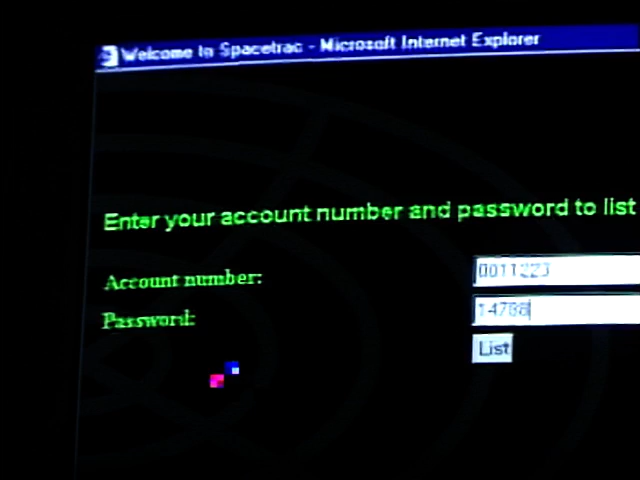 Welcome to Spacetrac - Microsoft Internet Explorer
Enter your account number and password to list
Account number:
0011223
Password:
14788
List